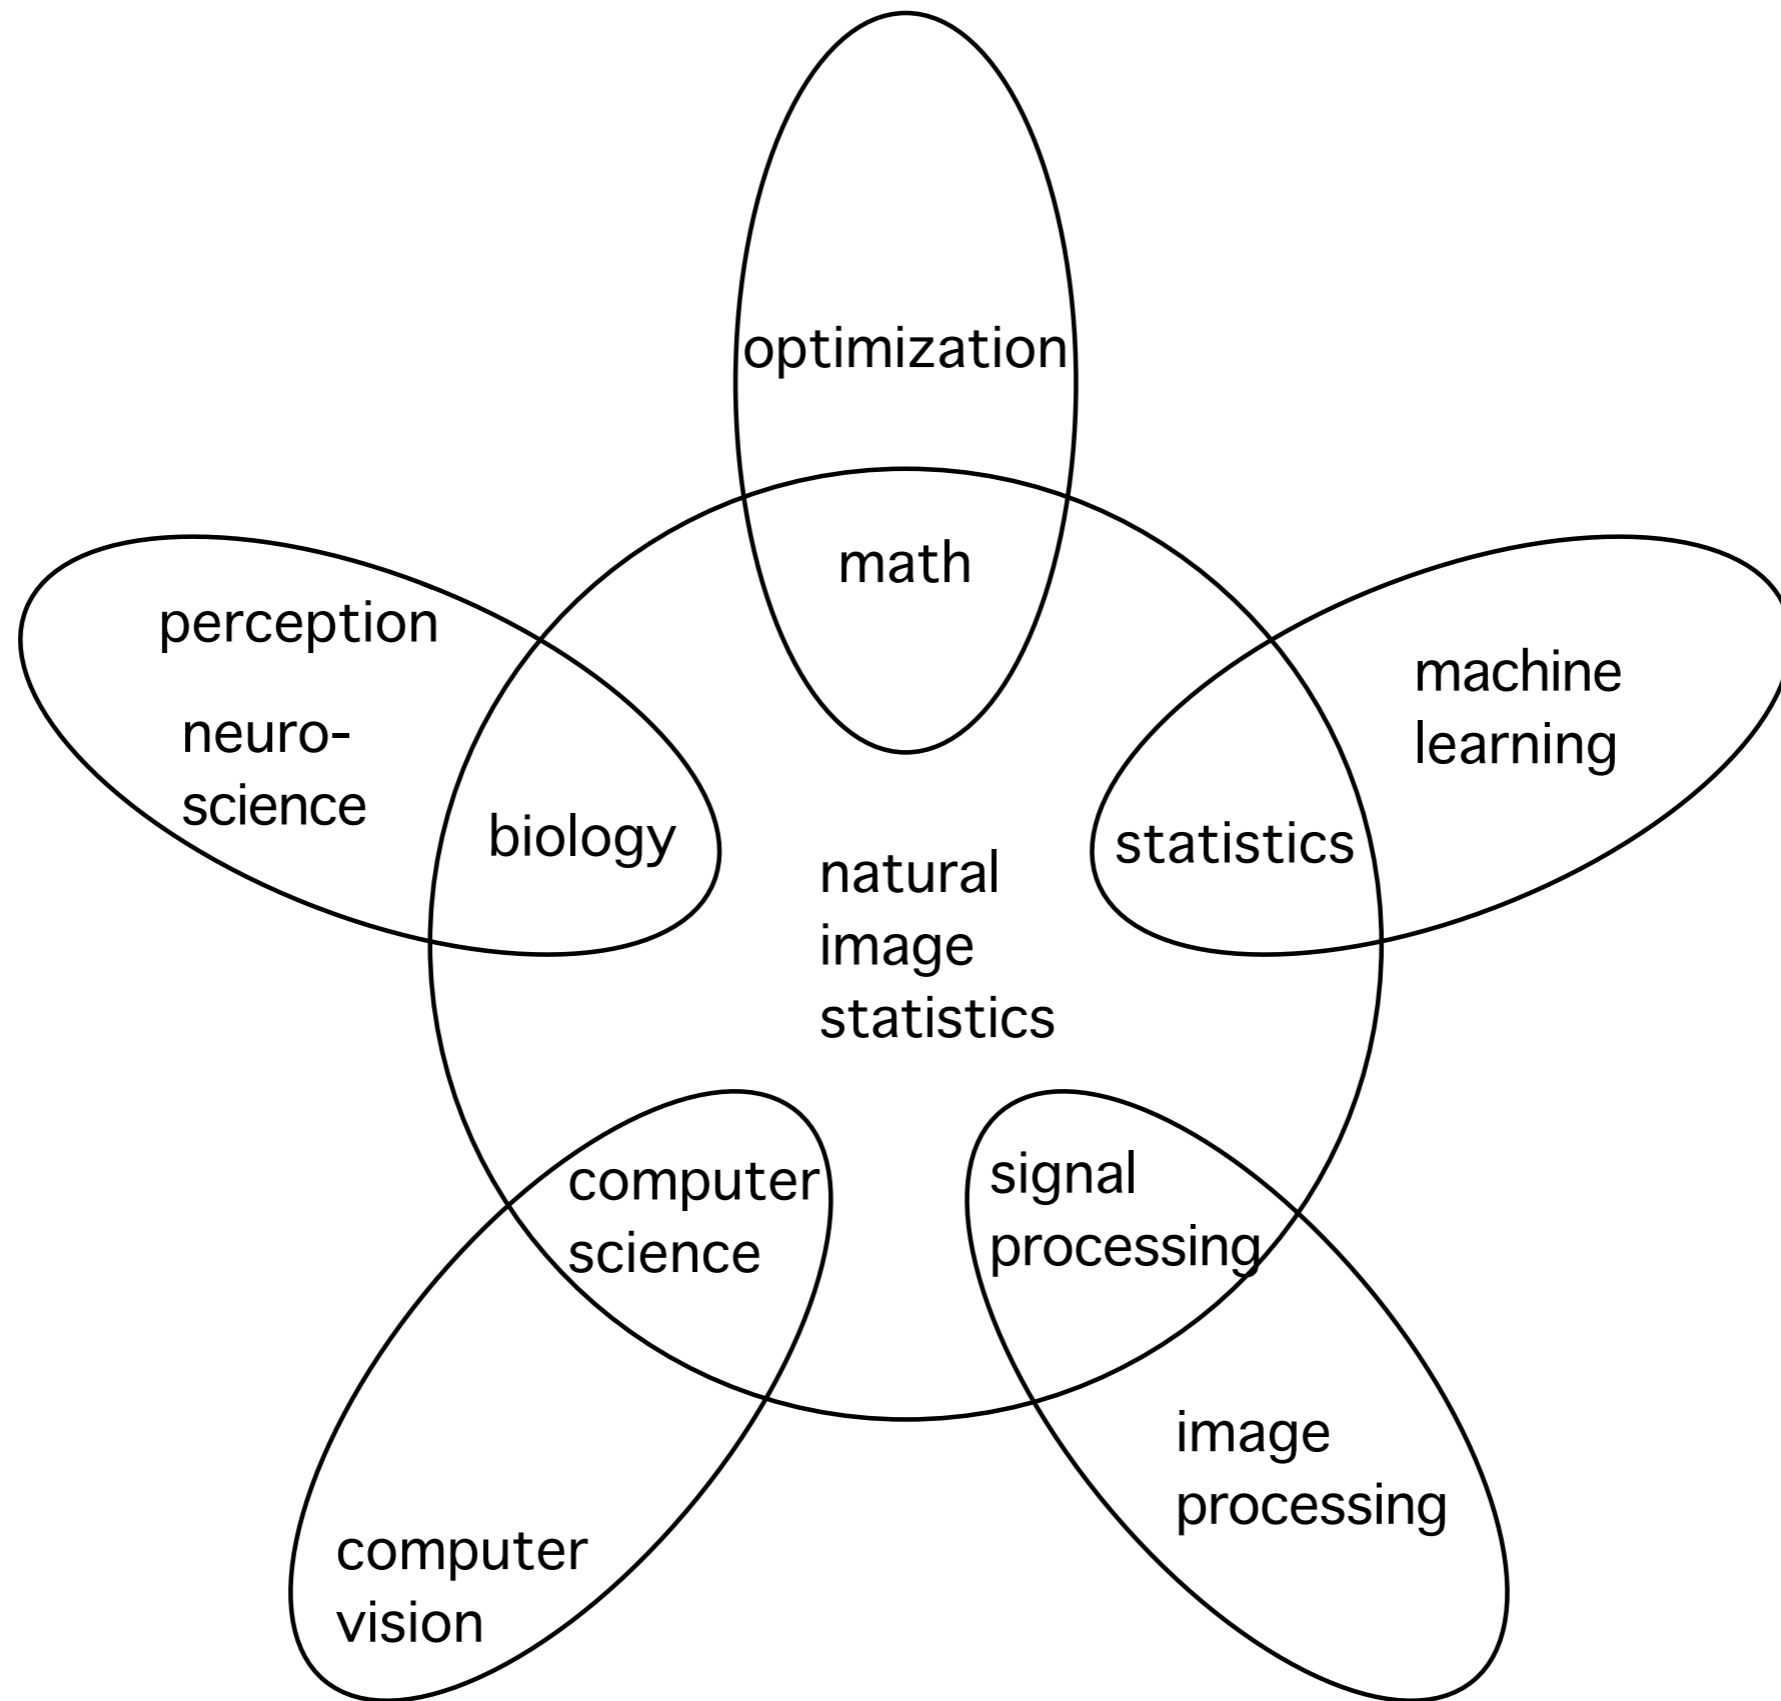 optimization
math
perception
neuro-
science
biology
machine
learning
statistics
natural
image
statistics
computer
science
signal
processing
image
processing
computer
vision